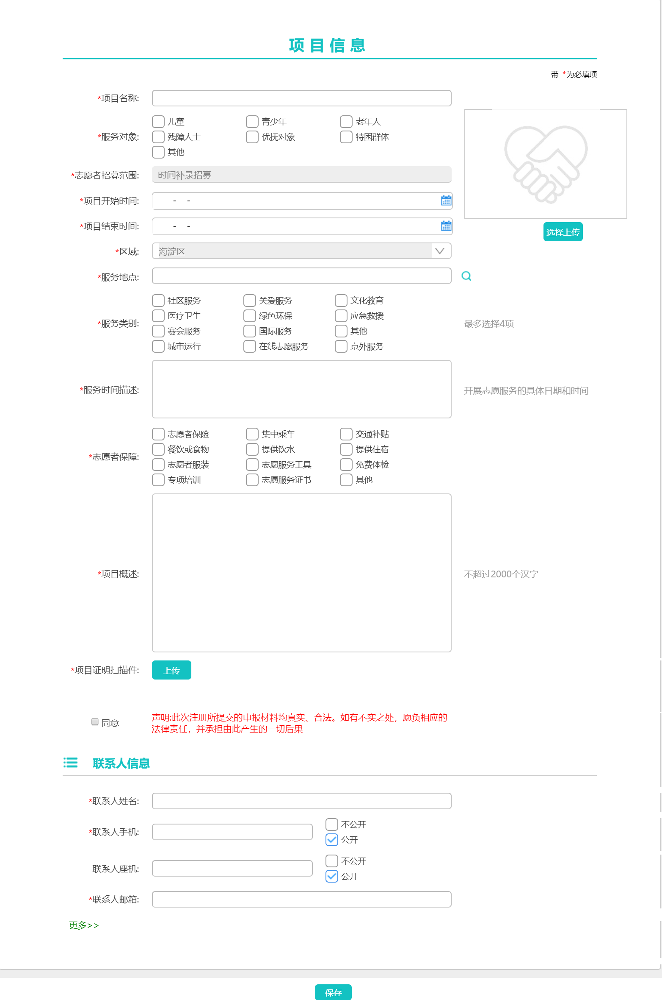 项目信息
带 *为必填项
*项目名称:
儿童 青少年 老年人
*服务对象: 残障人士 优抚对象 特困群体
其他
*志愿者招募范围: 时间补录招募
*项目开始时间: - -
*项目结束时间: - -
选择上传
*区域: 海淀区
*服务地点:
社区服务 关爱服务 文化教育
医疗卫生 绿色环保 应急救援
*服务类别: 最多选择4项
赛会服务 国际服务 其他
城市运行 在线志愿服务 京外服务
*服务时间描述: 开展志愿服务的具体日期和时间
志愿者保险 集中乘车 交通补贴
餐饮或食物 提供饮水 提供住宿
*志愿者保障:
志愿者服装 志愿服务工具 免费体检
专项培训 志愿服务证书 其他
*项目概述: 不超过2000个汉字
*项目证明扫描件: 上传
同意 声明:此次注册所提交的申报材料均真实、合法。如有不实之处，愿负相应的
法律责任，并承担由此产生的一切后果
联系人信息
*联系人姓名:
不公开
*联系人手机:
公开
不公开
联系人座机:
公开
*联系人邮箱:
更多>>
保存